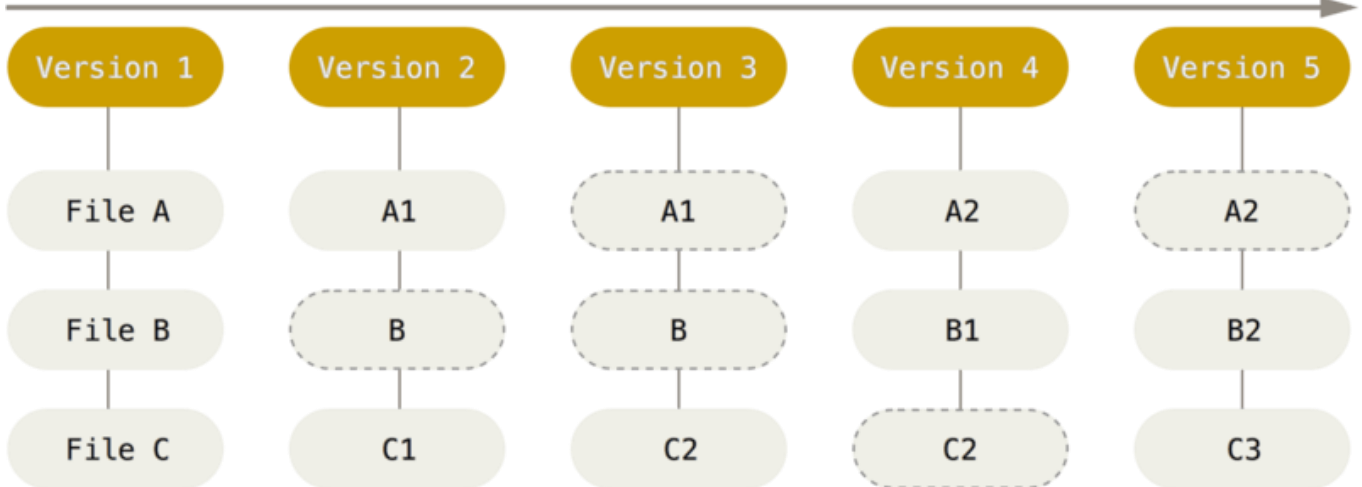 Version 1 Version 2 Version 3 Version 4 Version 5
File A A1 A1 A2 A2
File B B B B1 B2
File C C1 C2 C2 C3